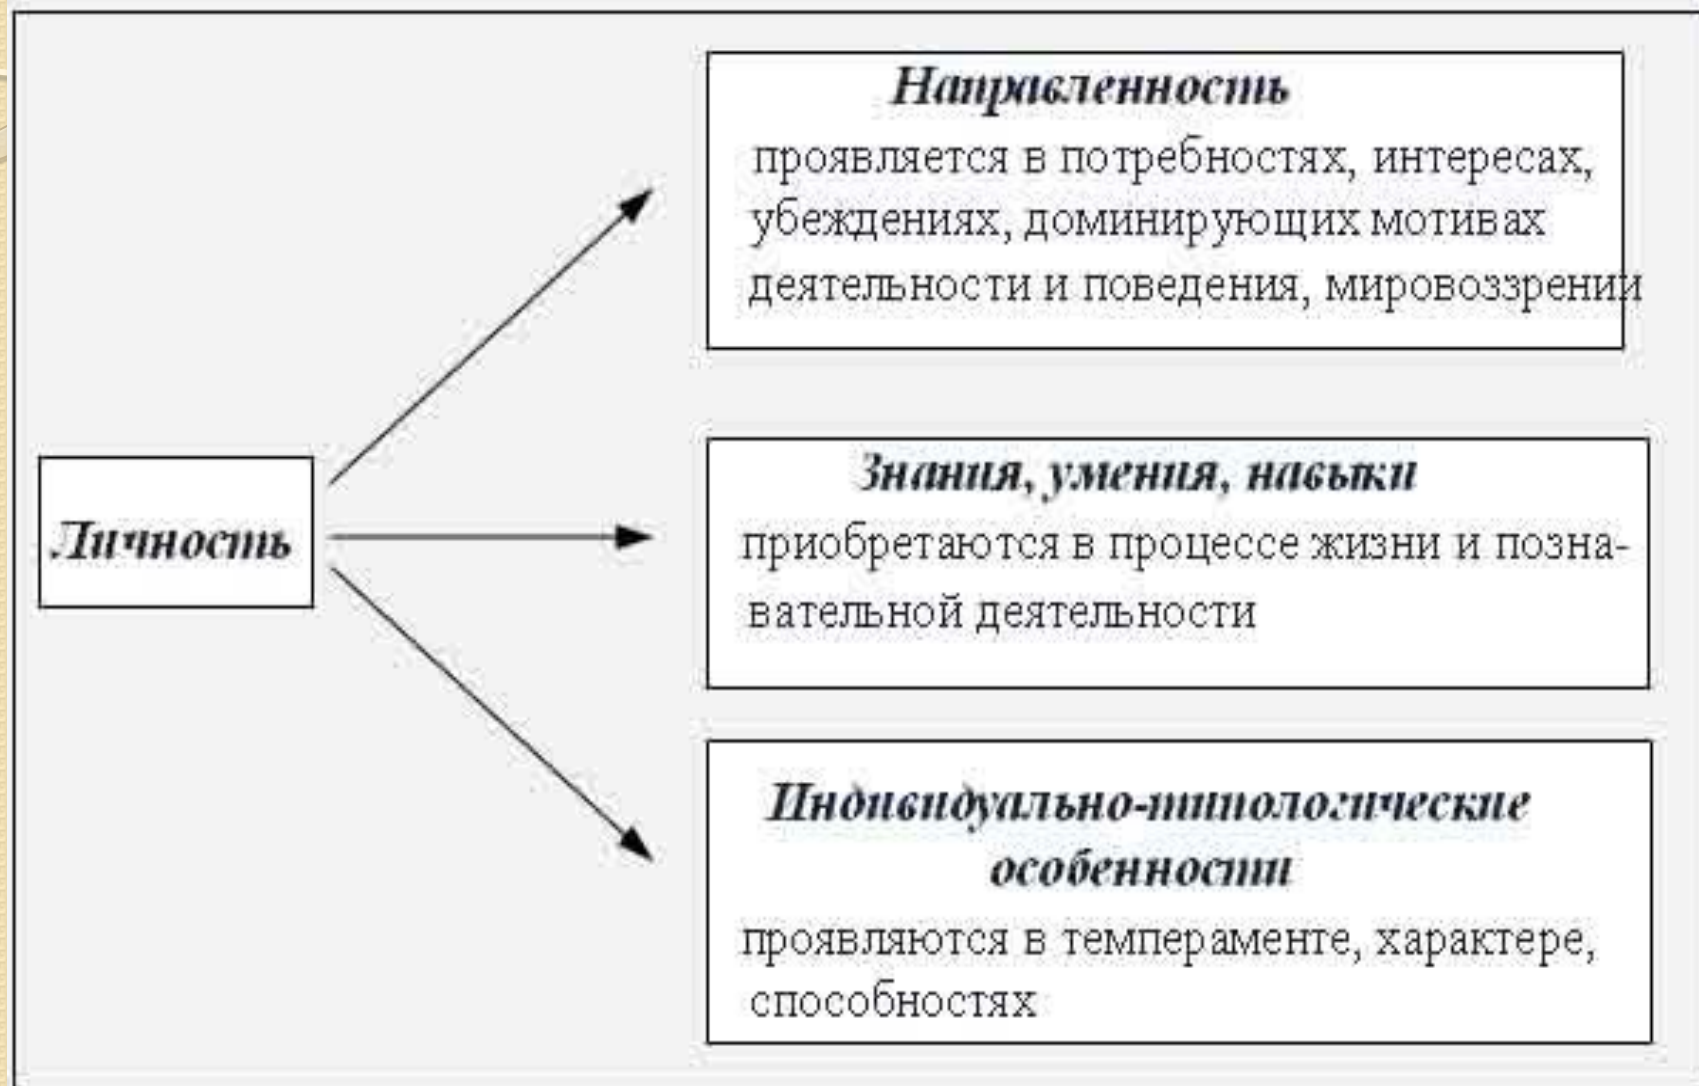 Направленность
проявляется в потребностях, интересах,
убеждениях, доминирующих мотивах
деятельности и поведения, мировоззрении
Личность
Знания, умения, навыки
приобретаются в процессе жизни и позна-
вательной деятельности
Индивидуально-типологические
особенности
проявляются в темпераменте, характере,
способностях